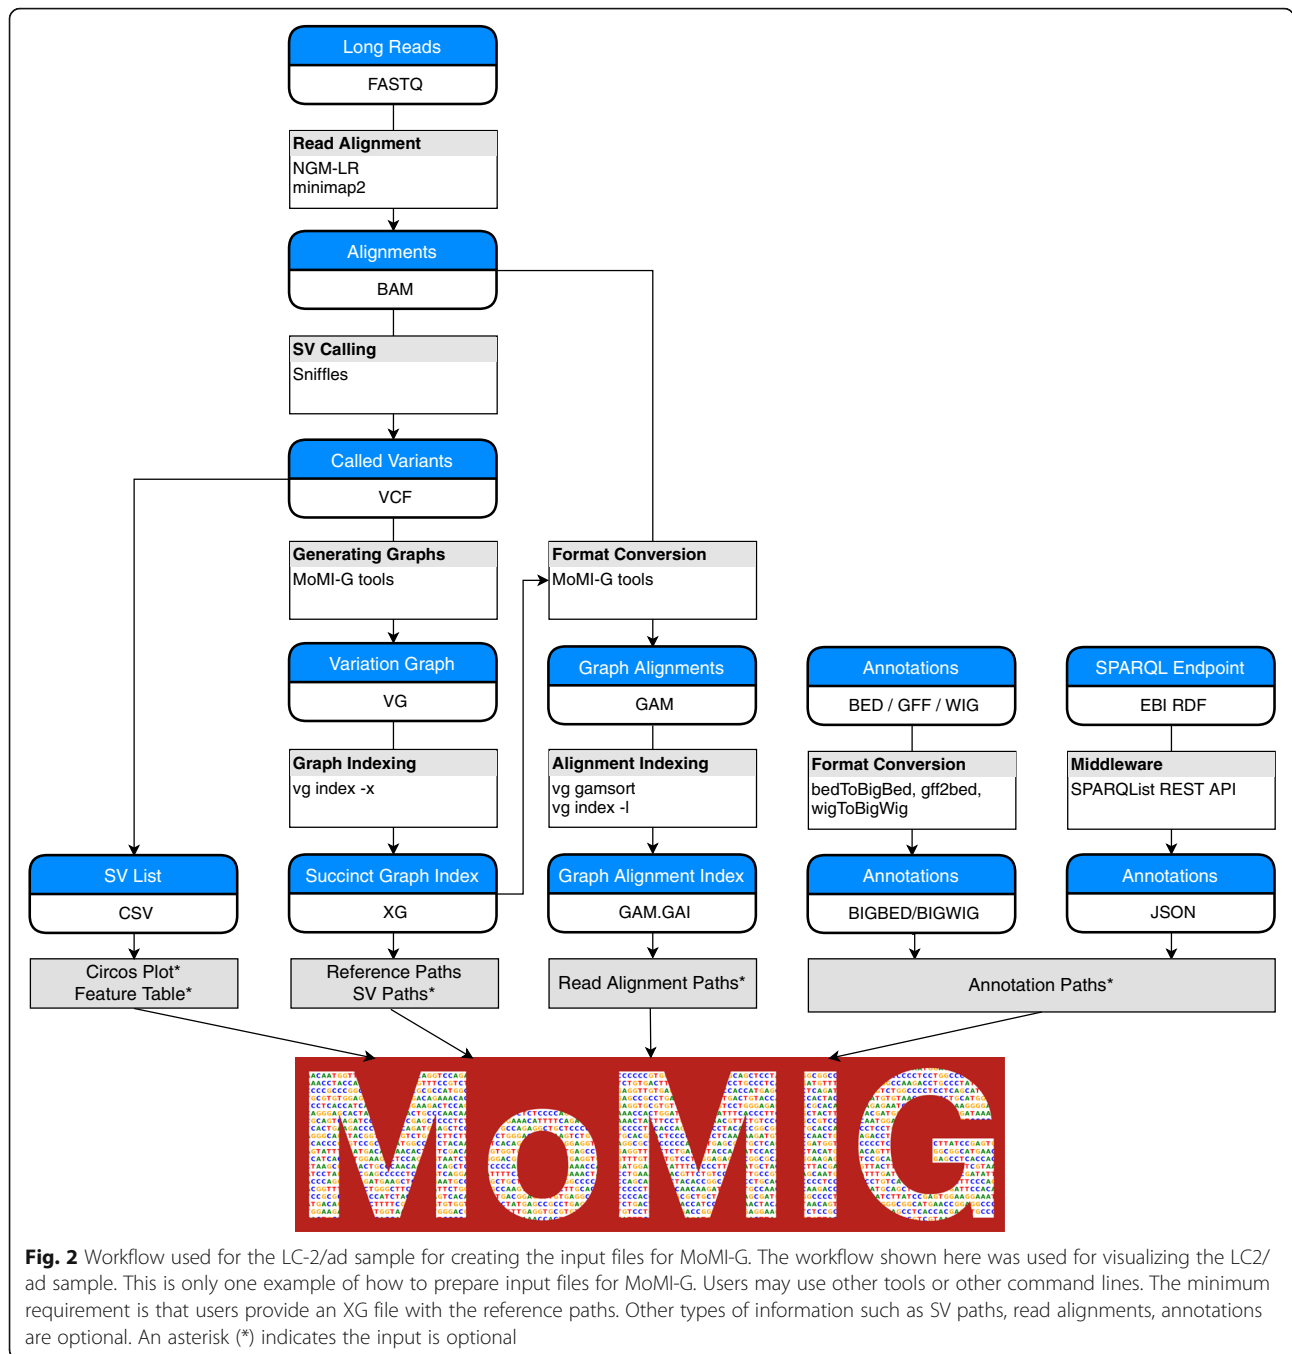 Long Reads
FASTQ
Read Alignment
NGM-LR
minimap2
Alignments
BAM
SV Calling
Sniffles
Called Variants
VCF
Generating Graphs
MoMI-G tools
Format Conversion
MoMI-G tools
Variation Graph
VG
Graph Alignments
GAM
Annotations
BED / GFF / WIG
SPARQL Endpoint
EBI RDF
Graph Indexing
vg index -x
Alignment Indexing
vg gamsort
vg index -l
Format Conversion
bedToBigBed, gff2bed,
wigToBigWig
Middleware
SPARQList REST API
SV List
CSV
Succinct Graph Index
XG
Graph Alignment Index
GAM.GAI
Annotations
BIGBED/BIGWIG
Annotations
JSON
Circos Plot*
Feature Table*
Reference Paths
SV Paths*
Read Alignment Paths*
Annotation Paths*
MoMIG
Fig. 2 Workflow used for the LC-2/ad sample for creating the input files for MoMI-G. The workflow shown here was used for visualizing the LC2/
ad sample. This is only one example of how to prepare input files for MoMI-G. Users may use other tools or other command lines. The minimum
requirement is that users provide an XG file with the reference paths. Other types of information such as SV paths, read alignments, annotations
are optional. An asterisk (*) indicates the input is optional